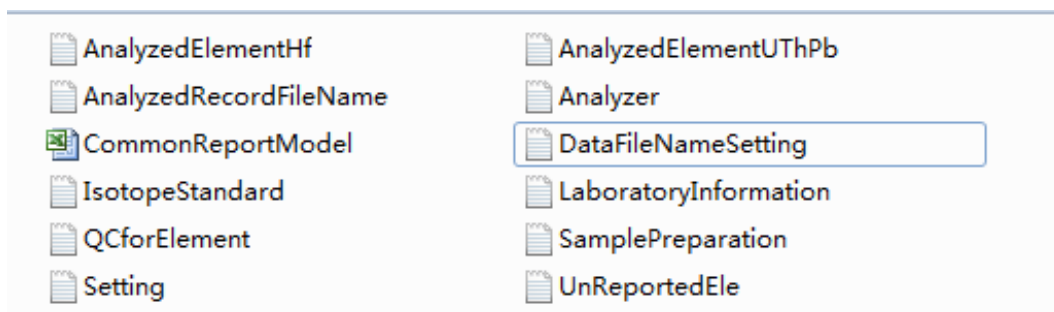 AnalyzedElementHf
AnalyzedElementUThPb
AnalyzedRecordFileName
Analyzer
CommonReportModel
DataFileNameSetting
IsotopeStandard
LaboratoryInformation
QCforElement
SamplePreparation
Setting
UnReportedEle